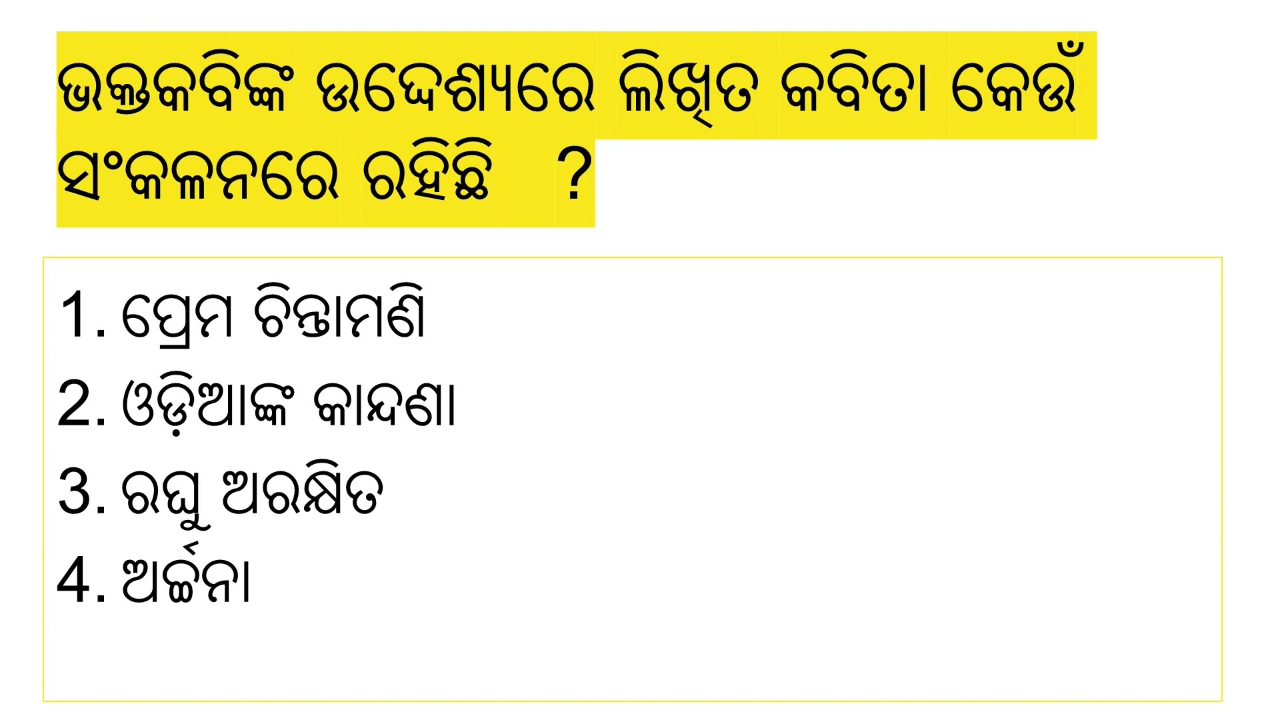 ଭକ୍ତକବିଙ୍କ ଉଦ୍ଦେଶ୍ୟରେ ଲିଖିତ କବିତା କେଉଁ
ସଂକଳନରେ ରହିଛି ?
1. ପ୍ରେମ ଚିନ୍ତାମଣି
2. ଓଡ଼ିଆଙ୍କ କାନ୍ଦଣା
3. ରଘୁ ଅରକ୍ଷିତ
4. ଅର୍ଚ୍ଚନା